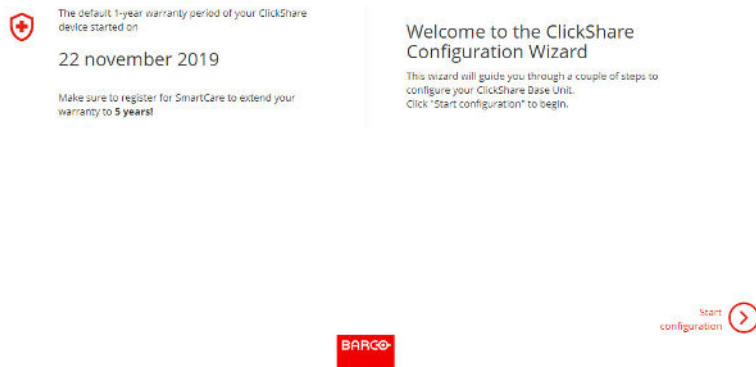 The default 1-year warranty period of your ClickShare
device started on
22 november 2019
Make sure to register for SmartCare to extend your
warranty to 5 years!
Welcome to the ClickShare
Configuration Wizard
This wizard will guide you through a couple of steps to
configure your ClickShare Base Unit.
Click "Start configuration" to begin.
Start
configuration
BARCO